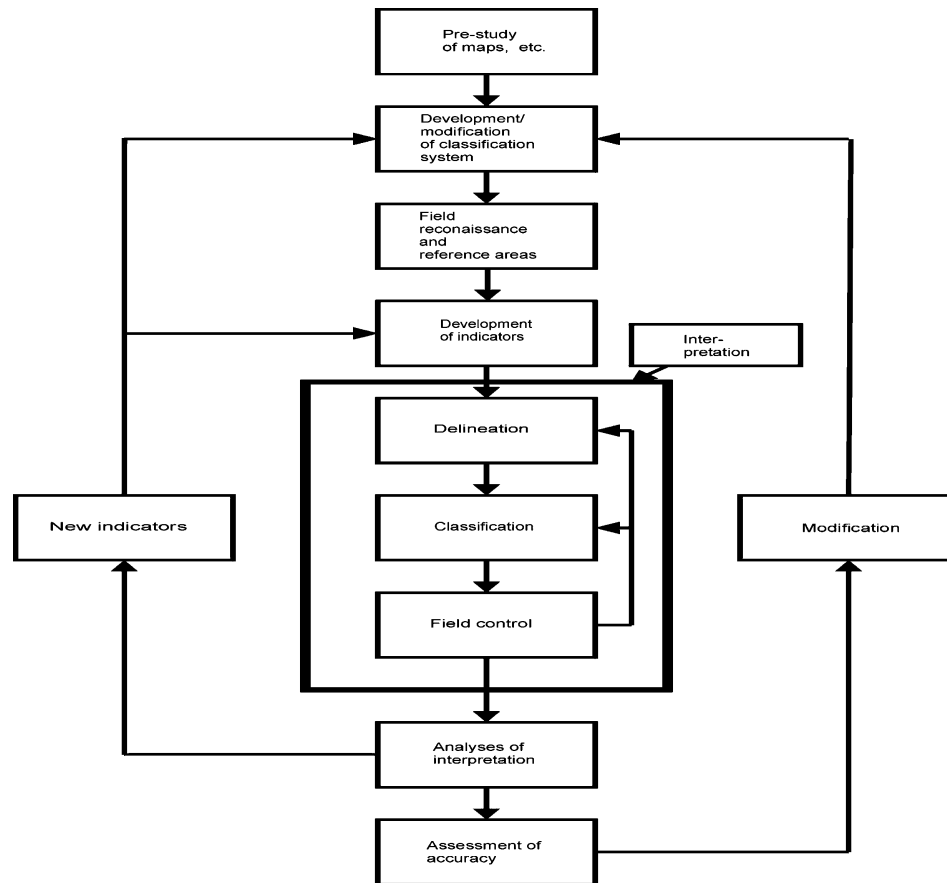 Pre-study
of maps, etc.
Development/
modification
of classification
system
Field
reconaissance
and
reference areas
Development
of indicators
Inter-
pretation
Delineation
Classification
New indicators
Modification
Field control
Analyses of
interpretation
Assessment of
accuracy